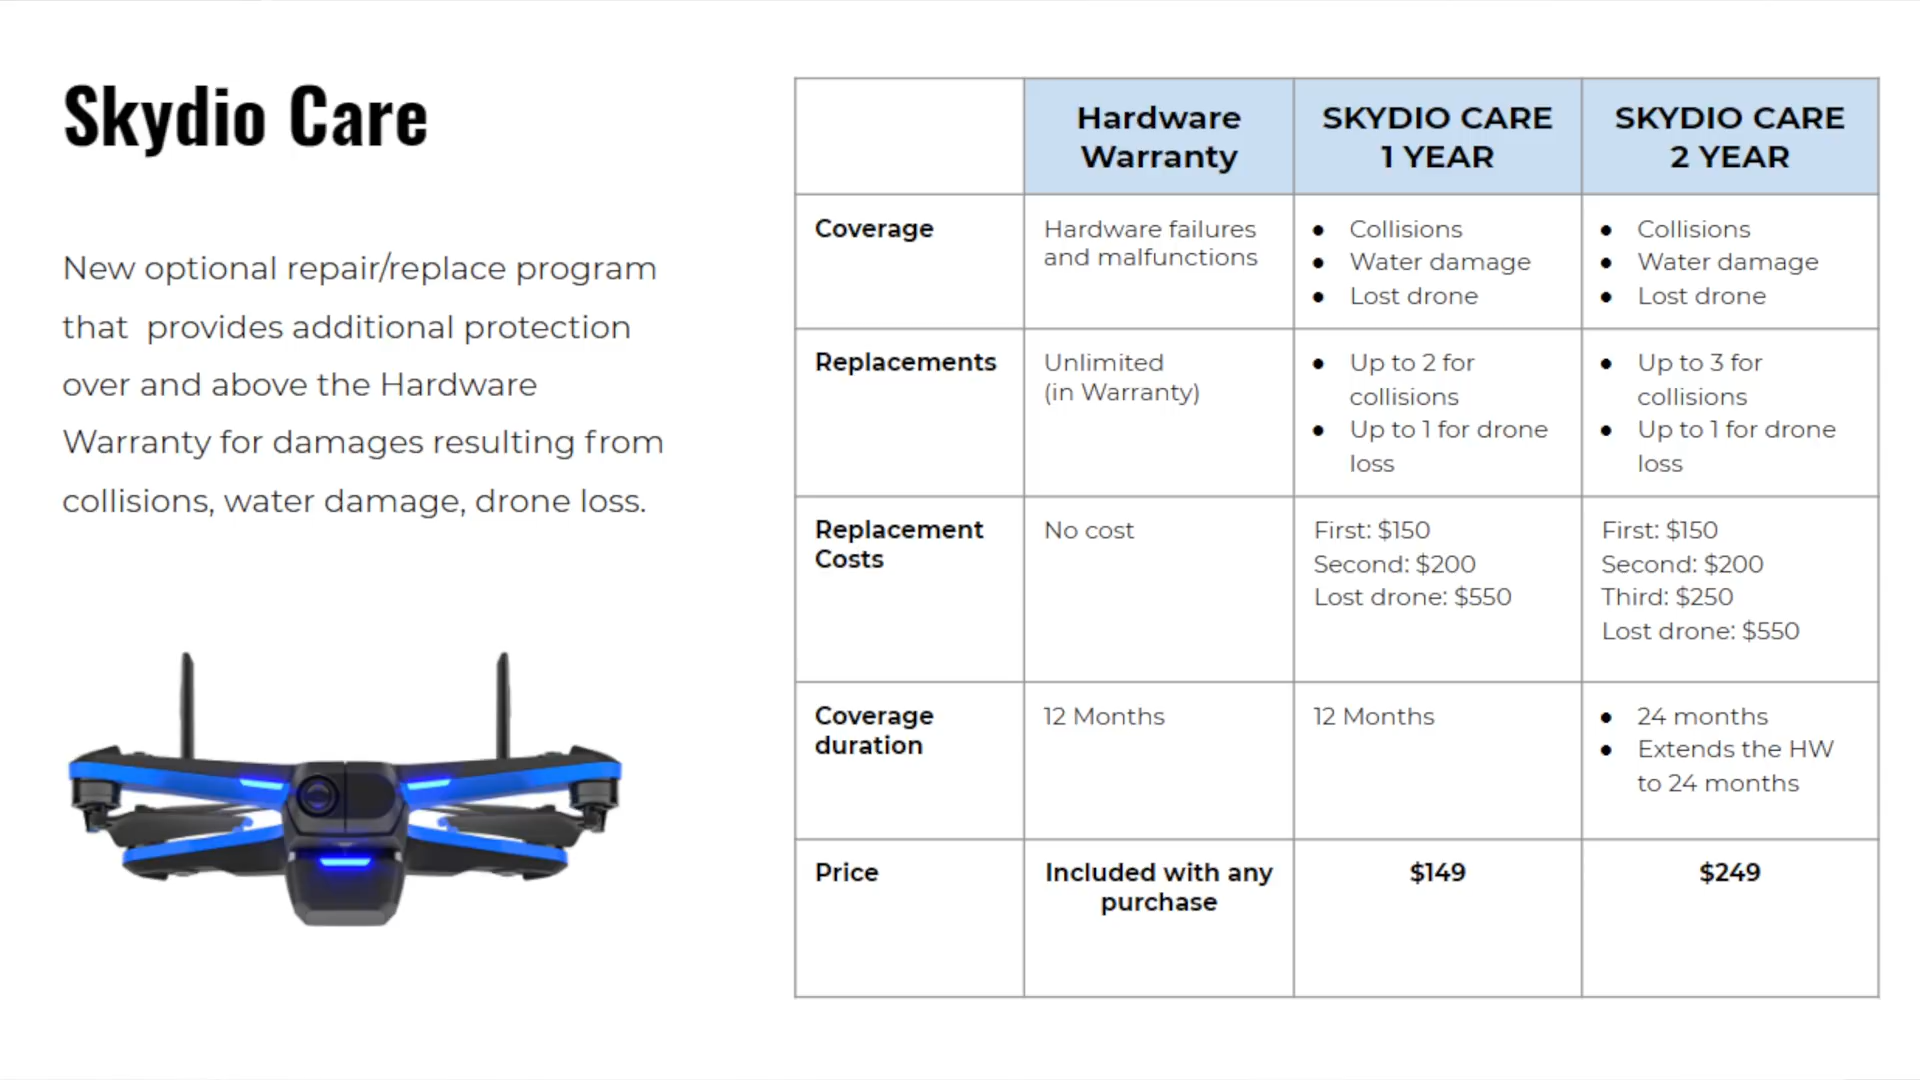 Skydio Care
New optional repair/replace program
that  provides additional protection
over and above the Hardware
Warranty for damages resulting from
collisions, water damage, drone loss.
Hardware
Warranty
SKYDIO CARE
1 YEAR
SKYDIO CARE
2 YEAR
Coverage
Hardware failures
and malfunctions
● Collisions
● Water damage
● Lost drone
● Collisions
● Water damage
● Lost drone
Replacements
Unlimited
(in Warranty)
● Up to 2 for
collisions
● Up to 1 for drone
loss
● Up to 3 for
collisions
● Up to 1 for drone
loss
Replacement
Costs
No cost
First: $150
Second: $200
Lost drone: $550
First: $150
Second: $200
Third: $250
Lost drone: $550
Coverage
duration
12 Months
12 Months
● 24 months
● Extends the HW
to 24 months
Price
Included with any
purchase
$149
$249